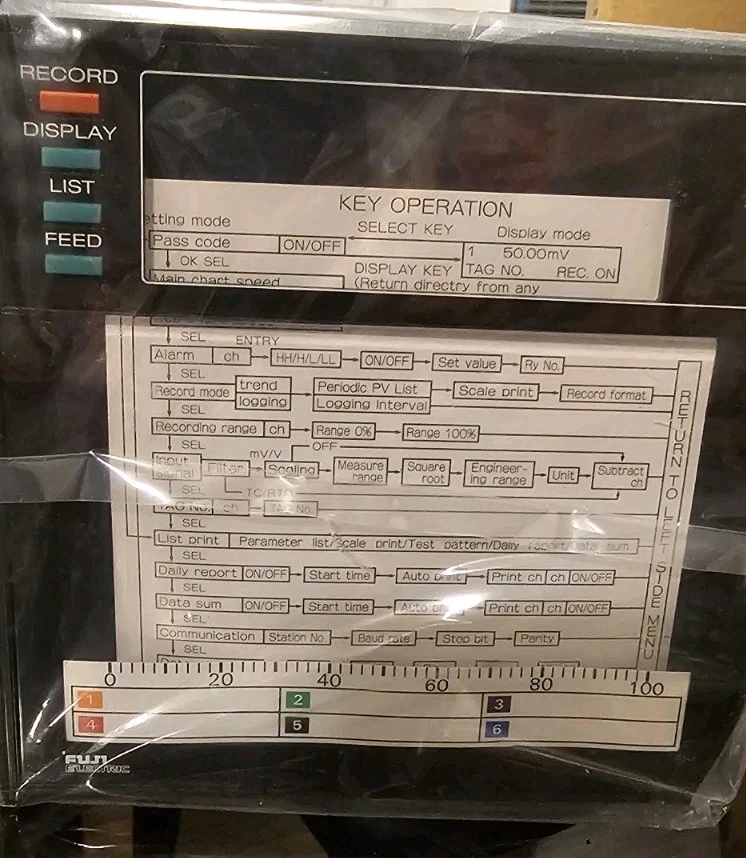 RECORD
DISPLAY
LIST
FEED
KEY OPERATION
etting mode SELECT KEY Display mode
Pass code ON/OFF 1 50.00mV
OK SEL DISPLAY KEY TAG NO. REC. ON
Main chart speed (Return directry from any
SEL ENTRY
Alarm ch HH/H/L/LL ON/OFF Set value Ry No.
SEL
Record mode trend logging Periodic PV List Logging Interval Scale print Record format
SEL
Recording range ch Range 0% Range 100%
SEL mV/V OFF
Input signal Filter Scaling Measure range Square root Engineer-ing range Unit Subtract ch
SEL TC/RTD
TAG No. ch TAG No.
SEL
List print Parameter list/Scale print/Test pattern/Daily report/Data sum
SEL
Daily report ON/OFF Start time Auto print Print ch ch ON/OFF
SEL
Data sum ON/OFF Start time Auto Print ch ch ON/OFF
SEL
Communication Station No. Baud rate Stop bit Parity
SEL
RETURN TO LEFT SIDE MENU
0 20 40 60 80 100
1 2 3
4 5 6
FUJI
ELECTRIC